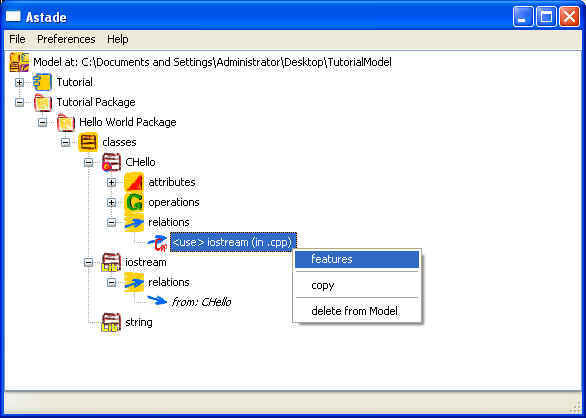 Astade
File Preferences Help
Model at: C:\Documents and Settings\Administrator\Desktop\TutorialModel
Tutorial
Tutorial Package
Hello World Package
classes
CHello
attributes
operations
relations
<use> iostream (in .cpp)
features
iostream
relations
copy
from: CHello
delete from Model
string